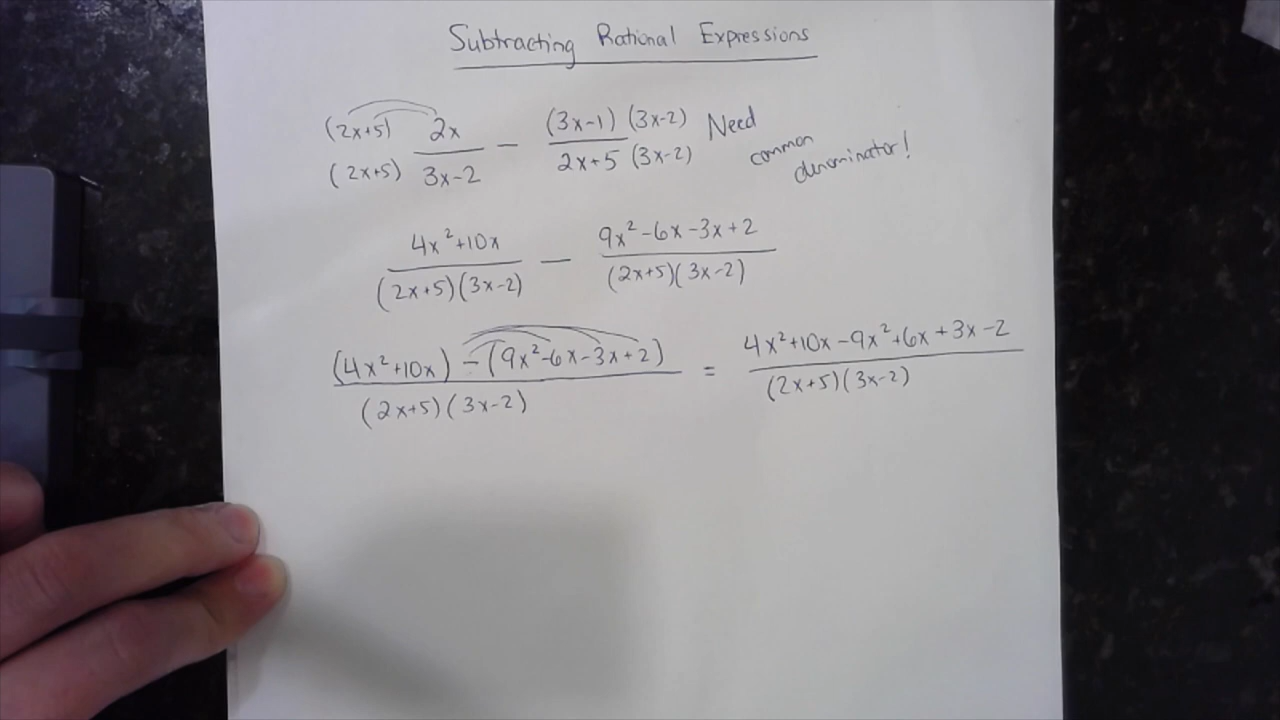 Subtracting Rational Expressions
(2x+5) 2x - (3x-1) (3x-2) Need
(2x+5) 3x-2 2x+5 (3x-2) common
denominator!
4x²+10x - 9x²-6x-3x+2
(2x+5)(3x-2) (2x+5)(3x-2)
(4x²+10x) - (9x²-6x-3x+2) = 4x²+10x-9x²+6x+3x-2
(2x+5)(3x-2) (2x+5)(3x-2)